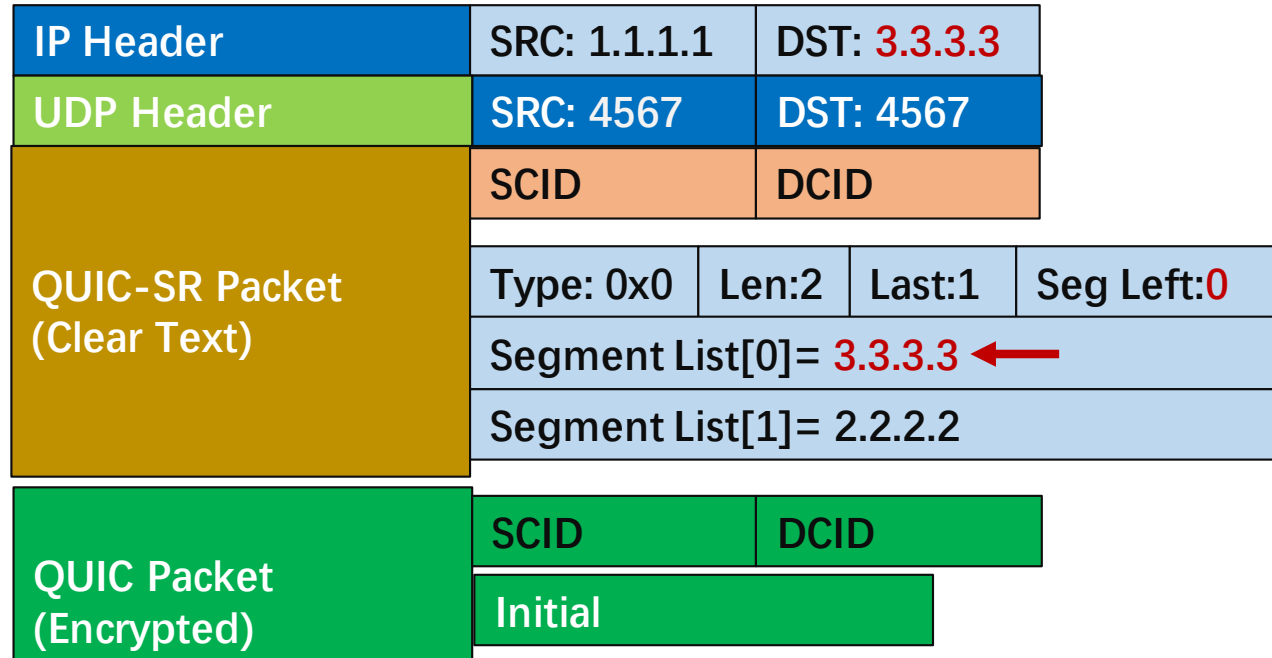 IP Header SRC: 1.1.1.1 DST: 3.3.3.3
UDP Header SRC: 4567 DST: 4567
SCID DCID
QUIC-SR Packet
(Clear Text)
Type: 0x0 Len:2 Last:1 Seg Left:0
Segment List[0]= 3.3.3.3
Segment List[1]= 2.2.2.2
SCID DCID
QUIC Packet
(Encrypted)
Initial